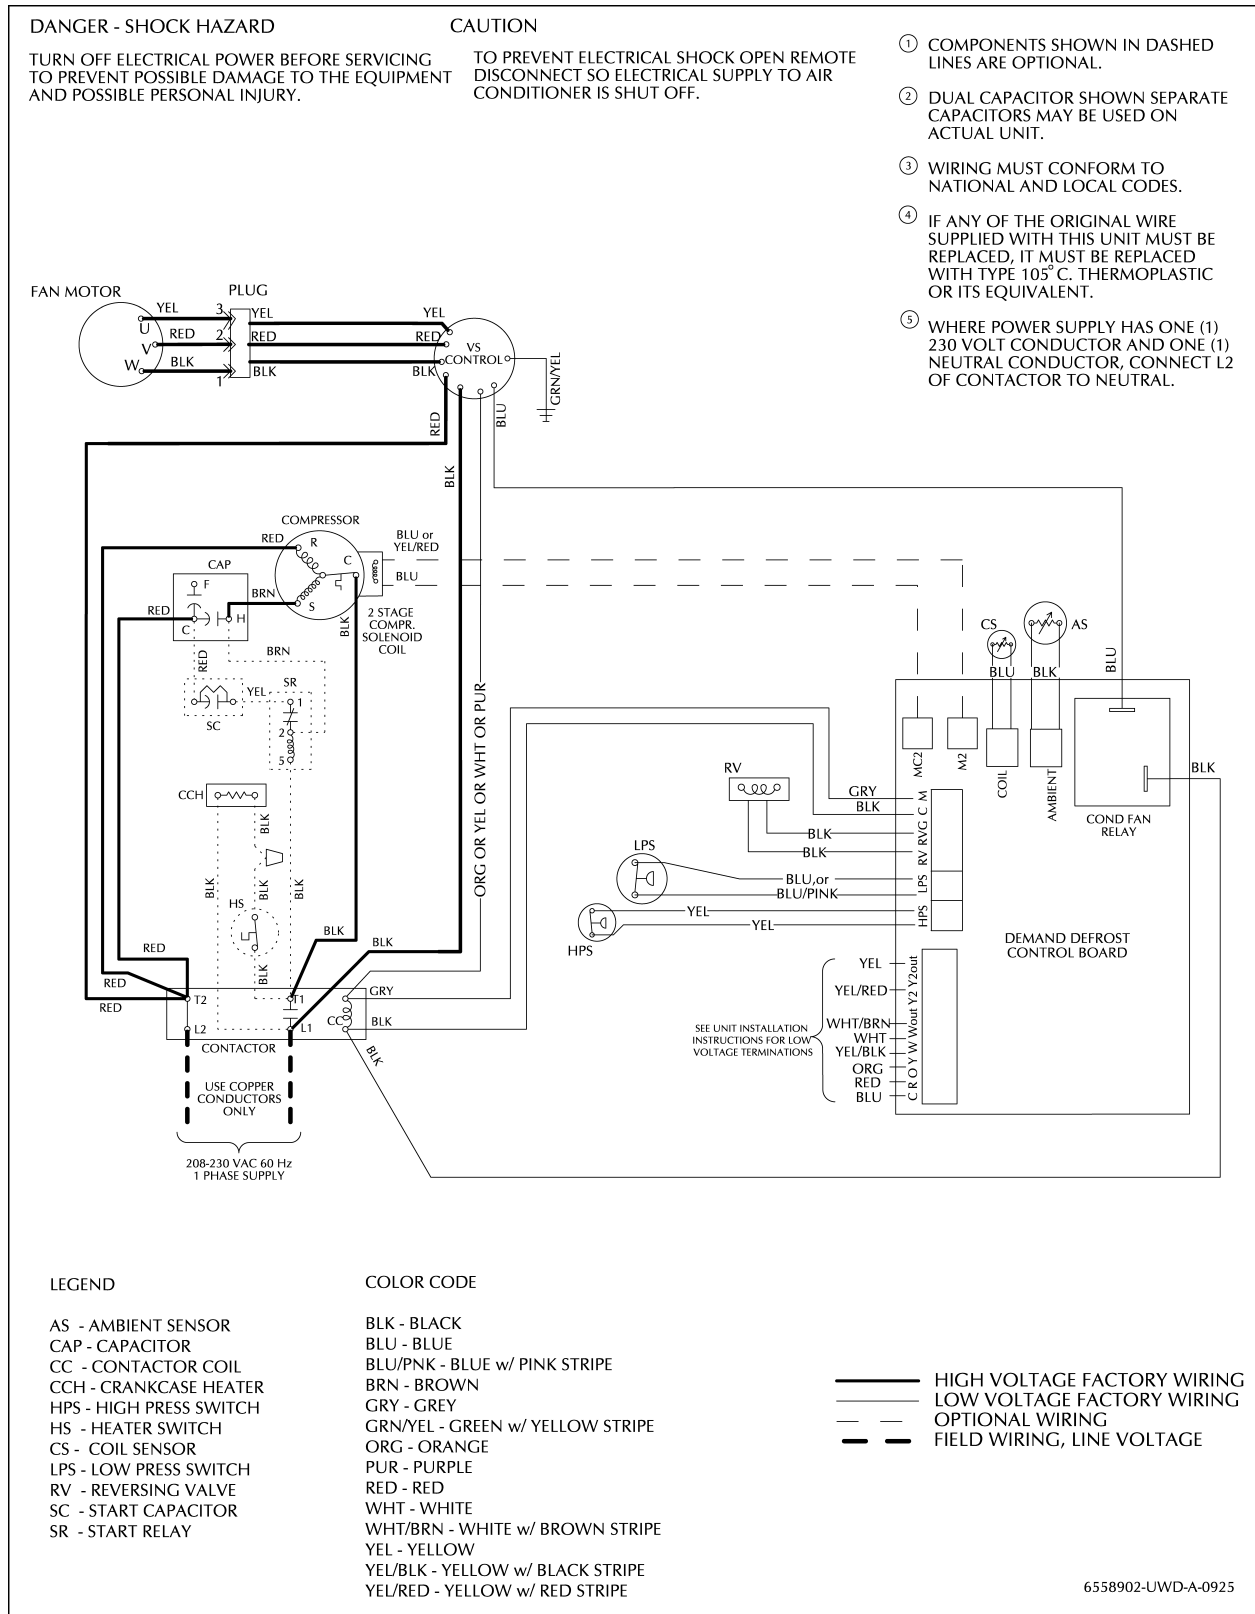 DANGER - SHOCK HAZARD
TURN OFF ELECTRICAL POWER BEFORE SERVICING
TO PREVENT POSSIBLE DAMAGE TO THE EQUIPMENT
AND POSSIBLE PERSONAL INJURY.
CAUTION
TO PREVENT ELECTRICAL SHOCK OPEN REMOTE
DISCONNECT SO ELECTRICAL SUPPLY TO AIR
CONDITIONER IS SHUT OFF.
1 COMPONENTS SHOWN IN DASHED
LINES ARE OPTIONAL.
2 DUAL CAPACITOR SHOWN SEPARATE
CAPACITORS MAY BE USED ON
ACTUAL UNIT.
3 WIRING MUST CONFORM TO
NATIONAL AND LOCAL CODES.
4 IF ANY OF THE ORIGINAL WIRE
SUPPLIED WITH THIS UNIT MUST BE
REPLACED, IT MUST BE REPLACED
WITH TYPE 105° C. THERMOPLASTIC
OR ITS EQUIVALENT.
5 WHERE POWER SUPPLY HAS ONE (1)
230 VOLT CONDUCTOR AND ONE (1)
NEUTRAL CONDUCTOR, CONNECT L2
OF CONTACTOR TO NEUTRAL.
FAN MOTOR
PLUG
YEL
3
YEL
YEL
U
RED
2
RED
RED
V
BLK
1
BLK
BLK
W
VS
CONTROL
GRN/YEL
RED
BLK
BLU
ORG OR YEL OR WHT OR PUR
COMPRESSOR
RED
R
C
S
BLU or
YEL/RED
BLU
2 STAGE
COMPR.
SOLENOID
COIL
BLK
CAP
F
BRN
RED
C
H
RED
BRN
YEL
SC
SR
1
2
5
CCH
BLK
BLK
BLK
BLK
HS
BLK
BLK
BLK
RED
RED
RED
T2
T1
L2
L1
CC
GRY
BLK
BLK
CONTACTOR
USE COPPER
CONDUCTORS
ONLY
208-230 VAC 60 Hz
1 PHASE SUPPLY
CS
AS
BLU
BLK
BLU
MC2
M2
COIL
AMBIENT
COND FAN
RELAY
BLK
RV
GRY
BLK
BLK
BLK
M
C
RVG
RV
LPS
BLU,or
BLU/PINK
LPS
HPS
YEL
YEL
HPS
DEMAND DEFROST
CONTROL BOARD
SEE UNIT INSTALLATION
INSTRUCTIONS FOR LOW
VOLTAGE TERMINATIONS
YEL
YEL/RED
WHT/BRN
WHT
YEL/BLK
ORG
RED
BLU
C R O Y W Wout Y2 Y2out
LEGEND
AS - AMBIENT SENSOR
CAP - CAPACITOR
CC - CONTACTOR COIL
CCH - CRANKCASE HEATER
HPS - HIGH PRESS SWITCH
HS - HEATER SWITCH
CS - COIL SENSOR
LPS - LOW PRESS SWITCH
RV - REVERSING VALVE
SC - START CAPACITOR
SR - START RELAY
COLOR CODE
BLK - BLACK
BLU - BLUE
BLU/PNK - BLUE w/ PINK STRIPE
BRN - BROWN
GRY - GREY
GRN/YEL - GREEN w/ YELLOW STRIPE
ORG - ORANGE
PUR - PURPLE
RED - RED
WHT - WHITE
WHT/BRN - WHITE w/ BROWN STRIPE
YEL - YELLOW
YEL/BLK - YELLOW w/ BLACK STRIPE
YEL/RED - YELLOW w/ RED STRIPE
HIGH VOLTAGE FACTORY WIRING
LOW VOLTAGE FACTORY WIRING
OPTIONAL WIRING
FIELD WIRING, LINE VOLTAGE
6558902-UWD-A-0925